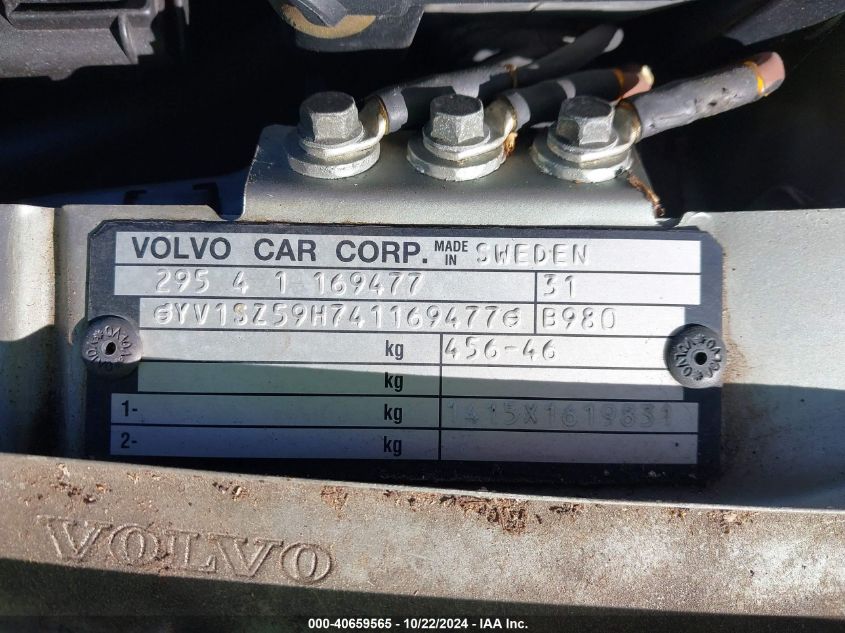 VOLVO CAR CORP. MADE IN SWEDEN
295 4 1 169477 31
YV1SZ59H741169477 B980
kg 456-46
kg
1- kg 1415X1619831
2- kg
VOLVO
000-40659565 - 10/22/2024 - IAA Inc.